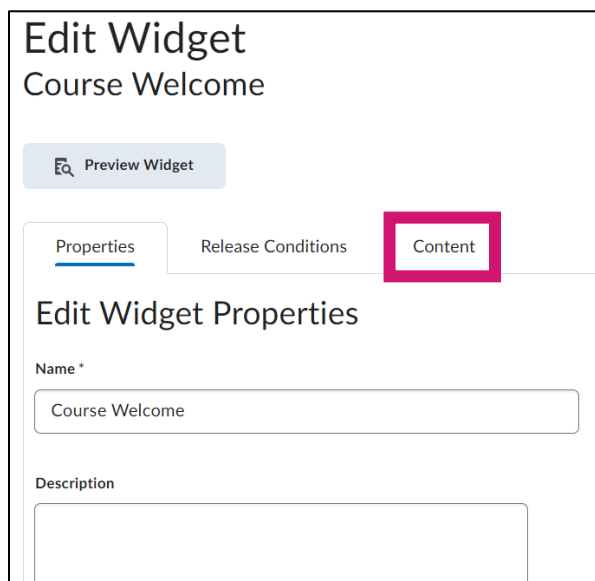 Edit Widget
Course Welcome
Preview Widget
Properties Release Conditions Content
Edit Widget Properties
Name *
Course Welcome
Description